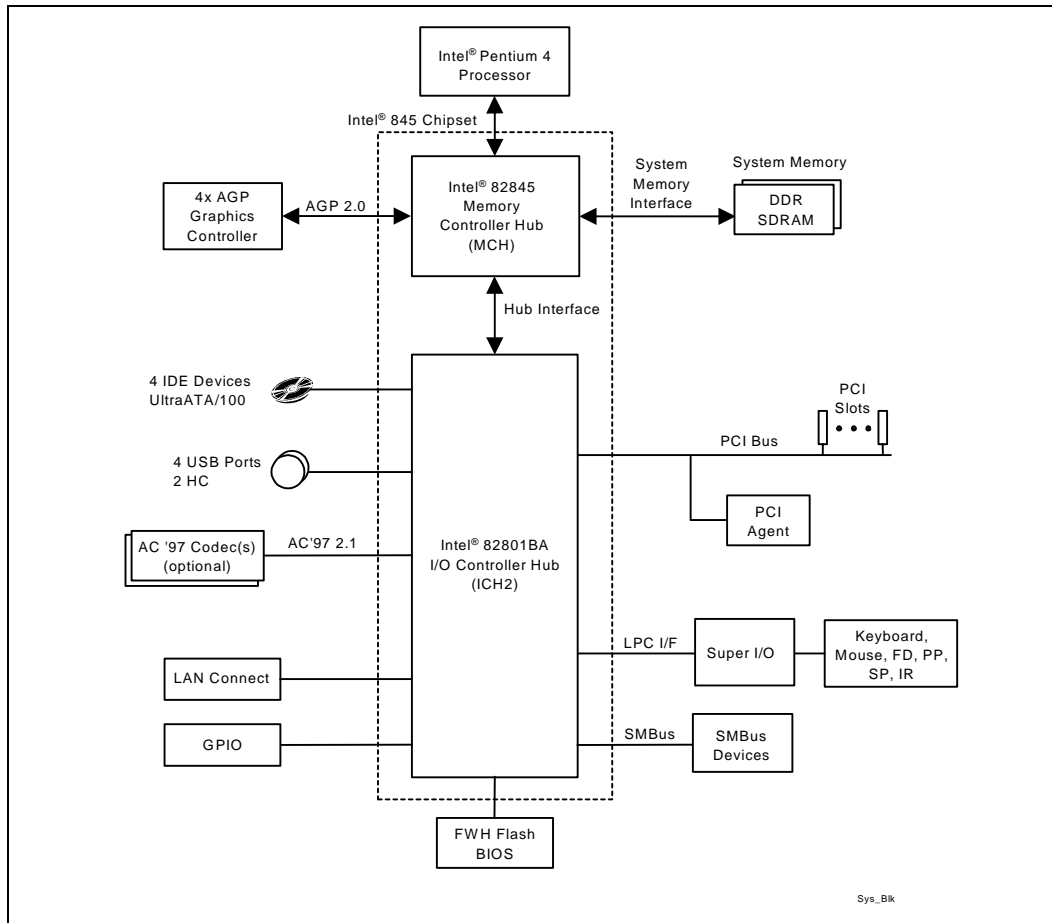 Intel® Pentium 4
Processor
Intel® 845 Chipset
Intel® 82845
Memory
Controller Hub
(MCH)
4x AGP
Graphics
Controller
AGP 2.0
System
Memory
Interface
System Memory
DDR
SDRAM
Hub Interface
4 IDE Devices
UltraATA/100
4 USB Ports
2 HC
AC '97 Codec(s)
(optional)
AC'97 2.1
LAN Connect
GPIO
Intel® 82801BA
I/O Controller Hub
(ICH2)
PCI
Slots
PCI Bus
PCI
Agent
LPC I/F
Super I/O
Keyboard,
Mouse, FD, PP,
SP, IR
SMBus
SMBus
Devices
FWH Flash
BIOS
Sys_Blk